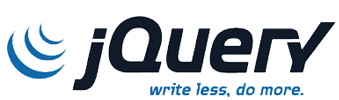 jQuery
write less, do more.